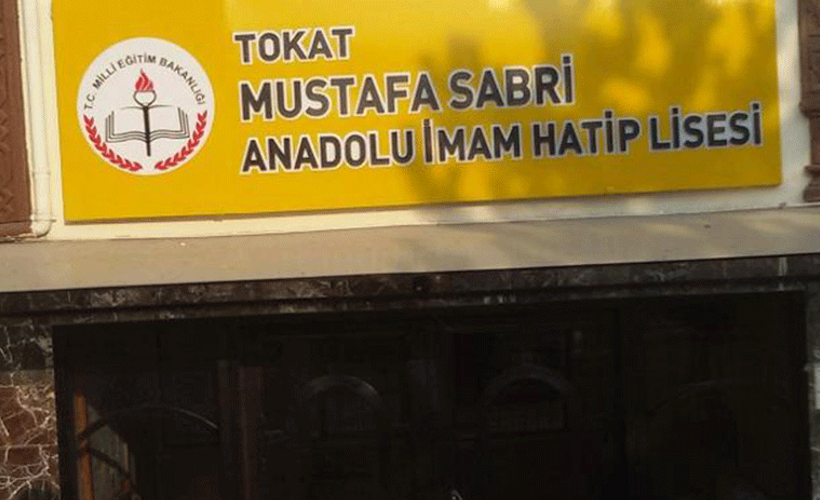 T.C. MİLLİ EĞİTİM BAKANLIĞI
TOKAT
MUSTAFA SABRİ
ANADOLU İMAM HATİP LİSESİ